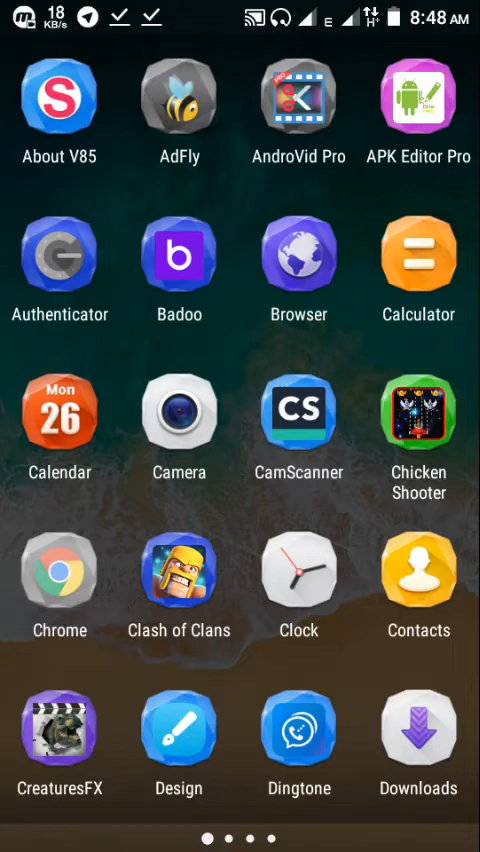 18
KB/s
E
H+
8:48 AM
S
PRO
About V85
AdFly
AndroVid Pro
APK Editor Pro
b
Authenticator
Badoo
Browser
Calculator
Mon
26
CS
Calendar
Camera
CamScanner
Chicken
Shooter
Chrome
Clash of Clans
Clock
Contacts
CreaturesFX
Design
Dingtone
Downloads